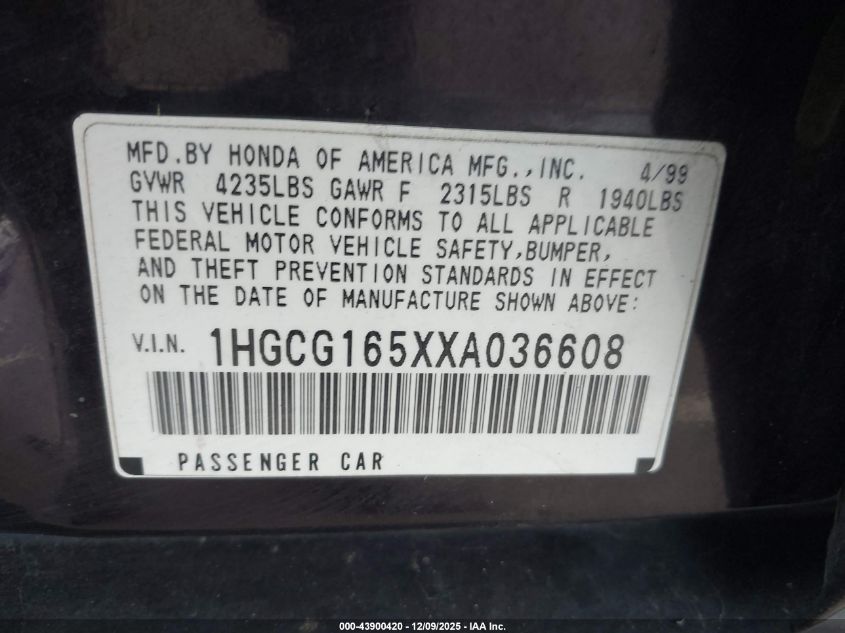 MFD.BY HONDA OF AMERICA MFG.,INC. 4/99
GVWR 4235LBS GAWR F 2315LBS R 1940LBS
THIS VEHICLE CONFORMS TO ALL APPLICABLE
FEDERAL MOTOR VEHICLE SAFETY,BUMPER,
AND THEFT PREVENTION STANDARDS IN EFFECT
ON THE DATE OF MANUFACTURE SHOWN ABOVE:
V.I.N. 1HGCG165XXA036608
PASSENGER CAR
000-43900420 - 12/09/2025 - IAA Inc.